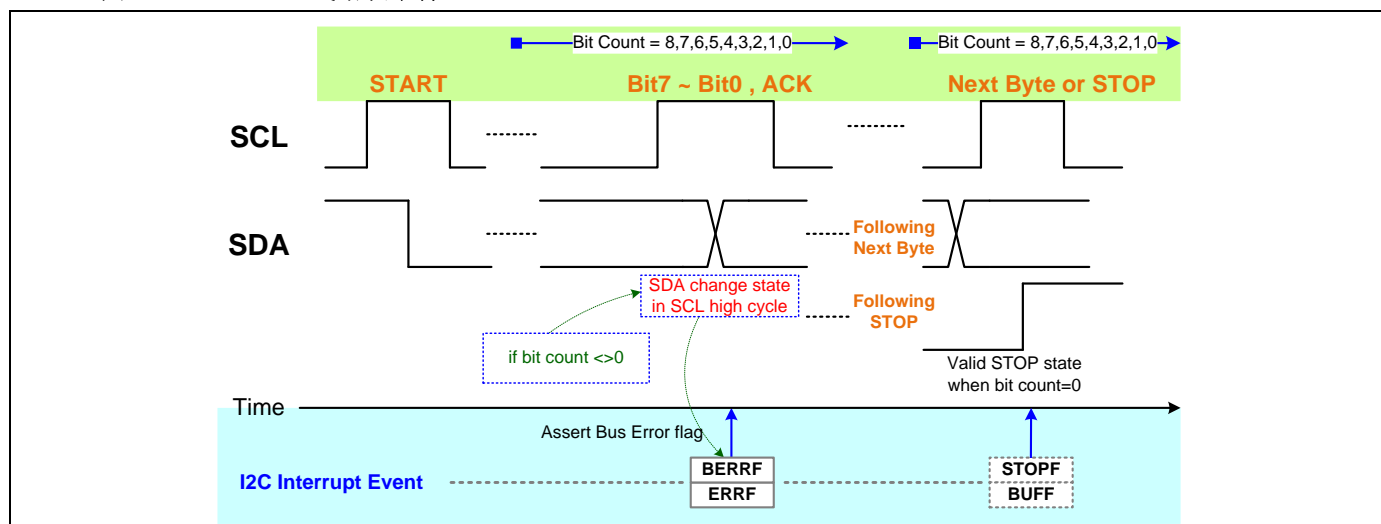 Bit Count = 8,7,6,5,4,3,2,1,0
Bit Count = 8,7,6,5,4,3,2,1,0
START
Bit7 ~ Bit0 , ACK
Next Byte or STOP
SCL
SDA
Following
Next Byte
SDA change state
in SCL high cycle
Following
STOP
if bit count <>0
Valid STOP state
when bit count=0
Time
Assert Bus Error flag
I2C Interrupt Event
BERRF
ERRF
STOPF
BUFF